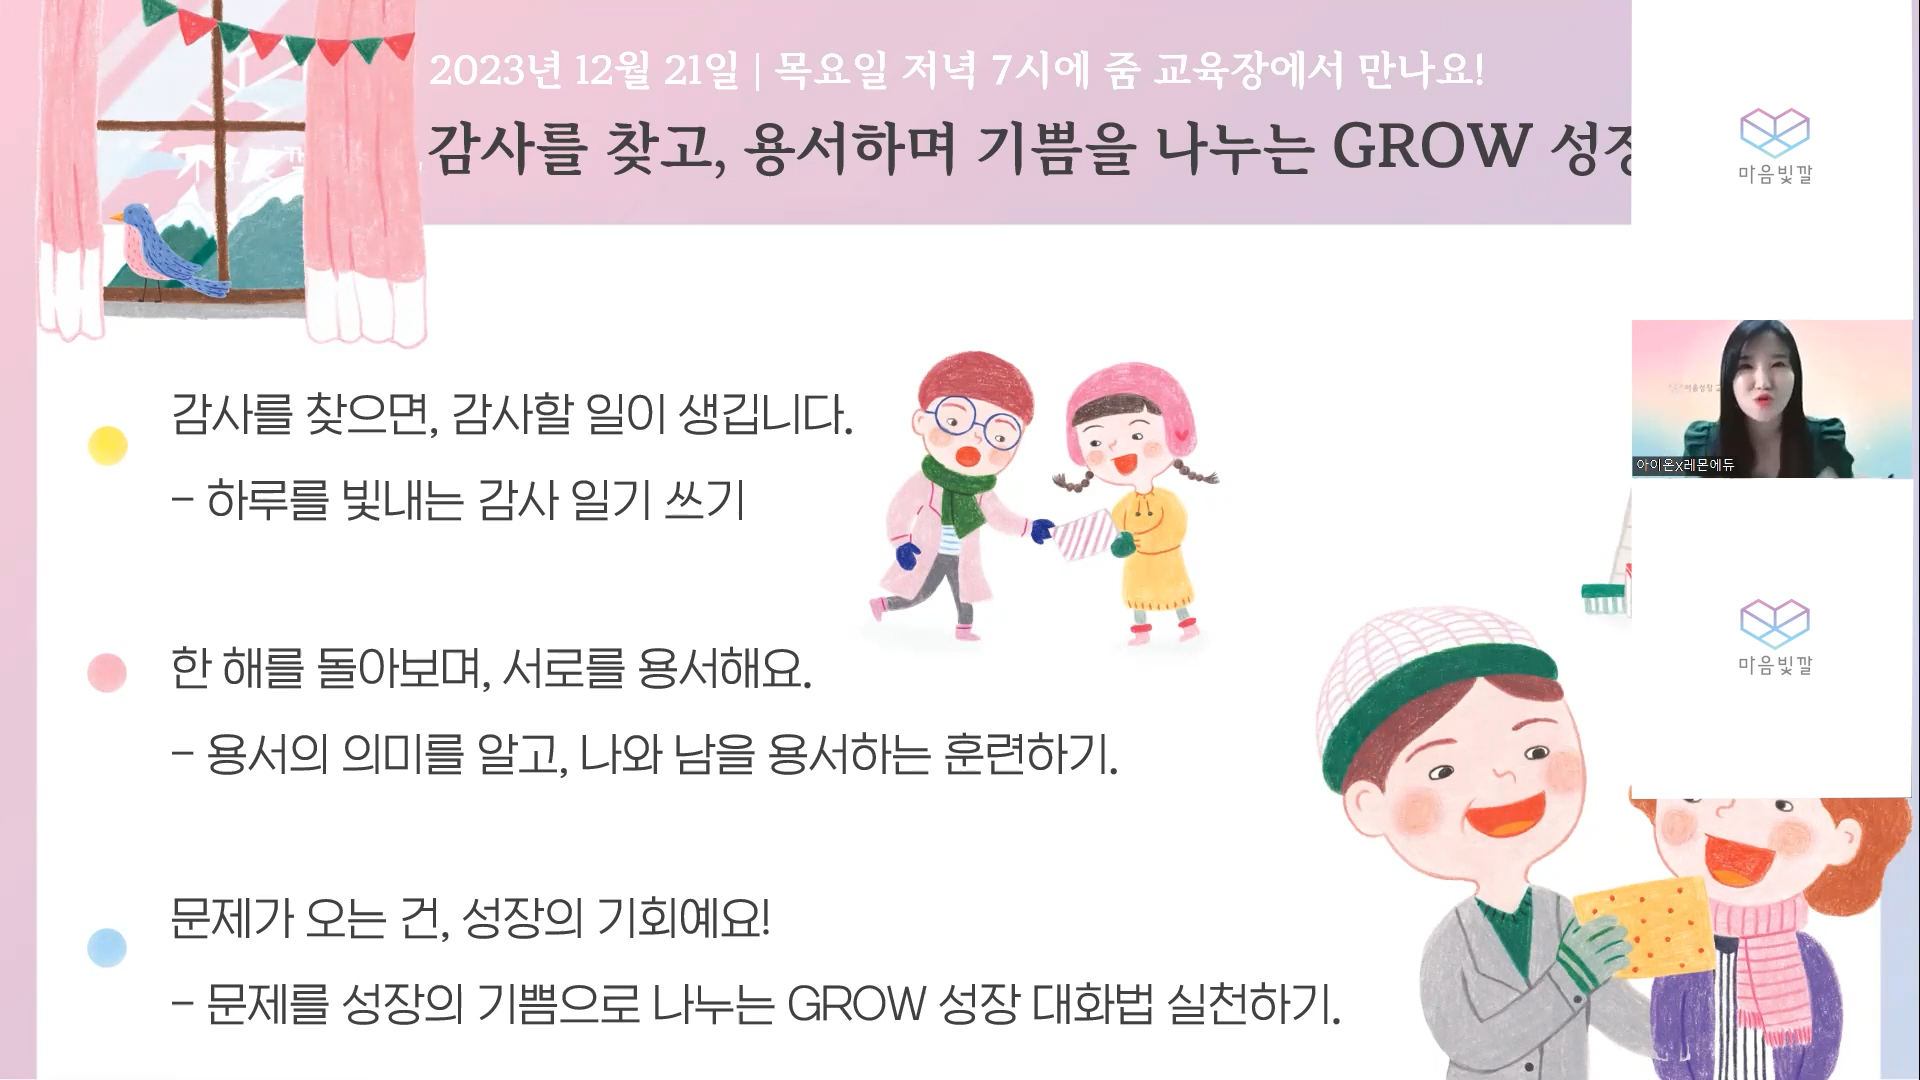 2023년 12월 21일 | 목요일 저녁 7시에 줌 교육장에서 만나요!
감사를 찾고, 용서하며 기쁨을 나누는 GROW 성장
마음빛깔
감사를 찾으면, 감사할 일이 생깁니다.
- 하루를 빛내는 감사 일기 쓰기
아이온x레몬에듀
한 해를 돌아보며, 서로를 용서해요.
- 용서의 의미를 알고, 나와 남을 용서하는 훈련하기.
마음빛깔
문제가 오는 건, 성장의 기회예요!
- 문제를 성장의 기쁨으로 나누는 GROW 성장 대화법 실천하기.